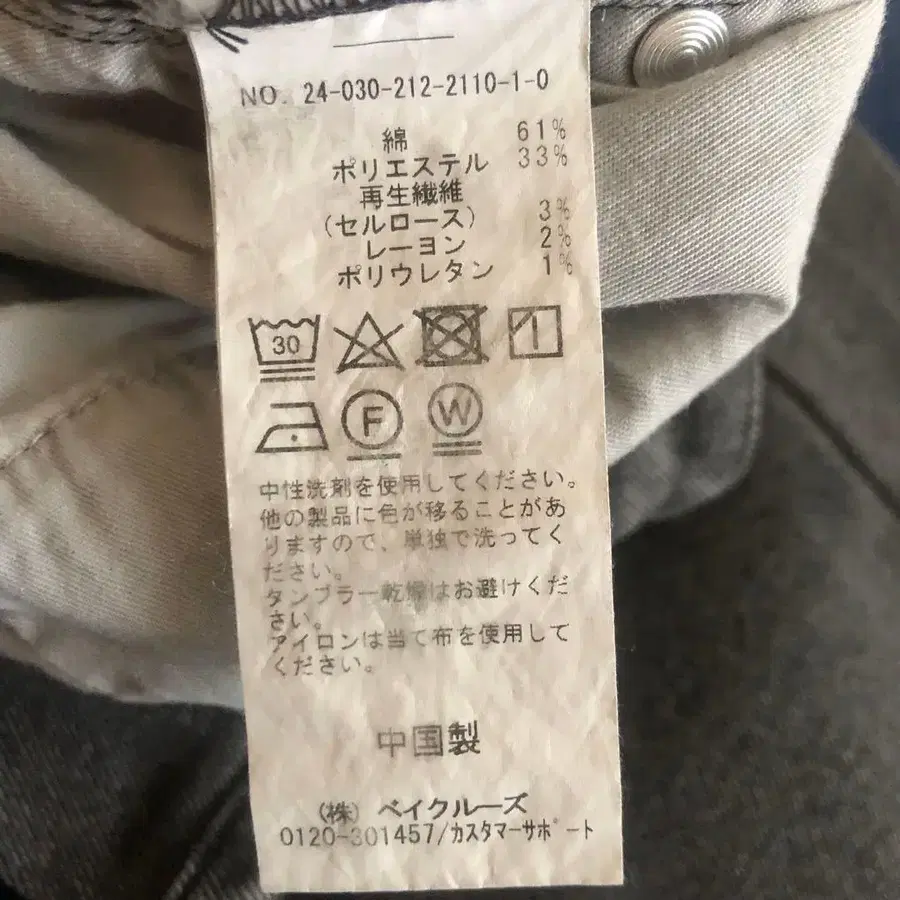 NO. 24-030-212-2110-1-0
綿 61%
ポリエステル 33%
再生繊維
(セルロース) 3%
レーヨン 2%
ポリウレタン 1%
30
F W
中性洗剤を使用してください。
他の製品に色が移ることがあ
りますので、単独で洗ってく
ださい。
タンブラー乾燥はお避けくだ
さい。
アイロンは当て布を使用して
ください。
中国製
(株) ベイクルーズ
0120-301457/カスタマーサポート